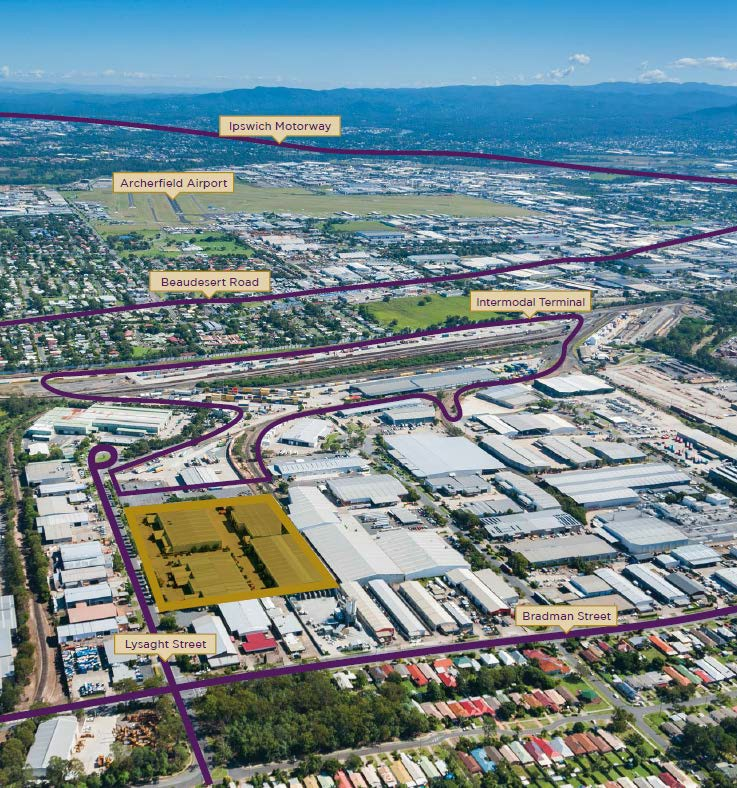 Ipswich Motorway
Archerfield Airport
Beaudesert Road
Intermodal Terminal
Bradman Street
Lysaght Street